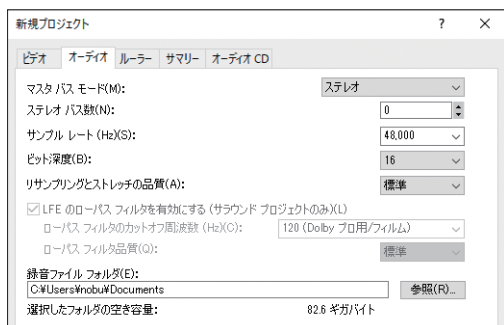 新規プロジェクト ? ×
ビデオ オーディオ ルーラー サマリー オーディオ CD
マスタ バス モード(M): ステレオ
ステレオ バス数(N): 0
サンプル レート (Hz)(S): 48,000
ビット深度(B): 16
リサンプリングとストレッチの品質(A): 標準
LFE のローパス フィルタを有効にする (サラウンド プロジェクトのみ)(L)
ローパス フィルタのカットオフ周波数 (Hz)(C): 120 (Dolby プロ用/フィルム)
ローパス フィルタ品質(Q): 標準
録音ファイル フォルダ(E):
C:¥Users¥nobu¥Documents 参照(R)...
選択したフォルダの空き容量: 82.6 ギガバイト